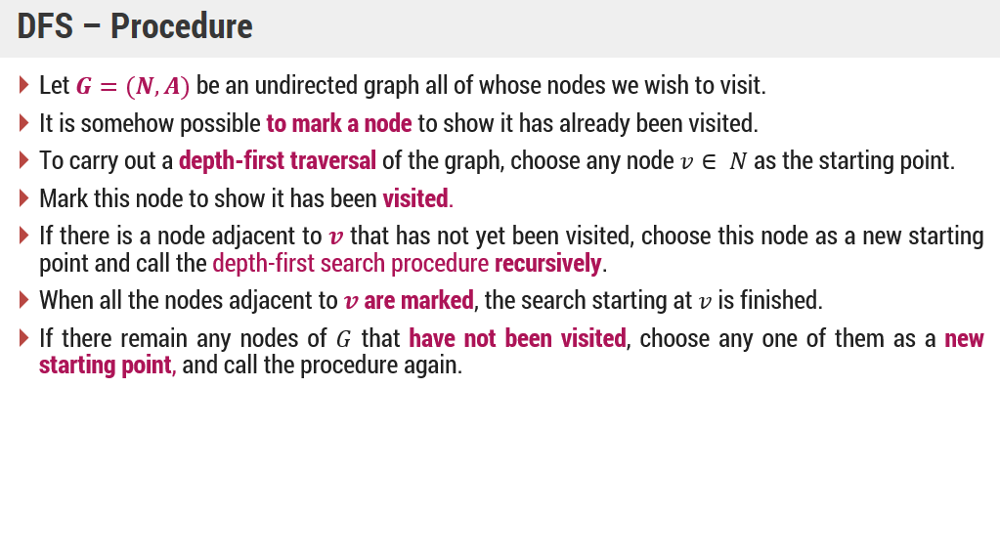 DFS – Procedure
Let G = (N, A) be an undirected graph all of whose nodes we wish to visit.
It is somehow possible to mark a node to show it has already been visited.
To carry out a depth-first traversal of the graph, choose any node v ∈ N as the starting point.
Mark this node to show it has been visited.
If there is a node adjacent to v that has not yet been visited, choose this node as a new starting
point and call the depth-first search procedure recursively.
When all the nodes adjacent to v are marked, the search starting at v is finished.
If there remain any nodes of G that have not been visited, choose any one of them as a new
starting point, and call the procedure again.